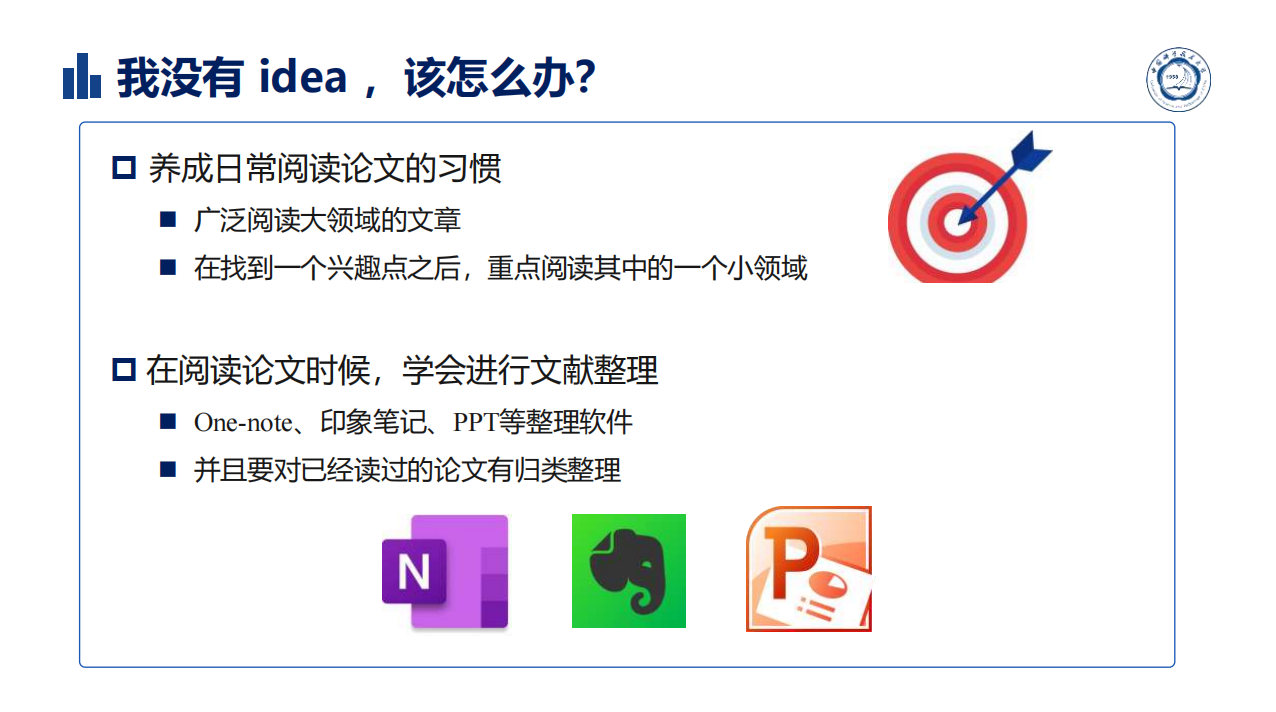 我没有 idea ，该怎么办?
养成日常阅读论文的习惯
广泛阅读大领域的文章
在找到一个兴趣点之后，重点阅读其中的一个小领域
在阅读论文时候，学会进行文献整理
One-note、印象笔记、PPT等整理软件
并且要对已经读过的论文有归类整理
N
P
1958